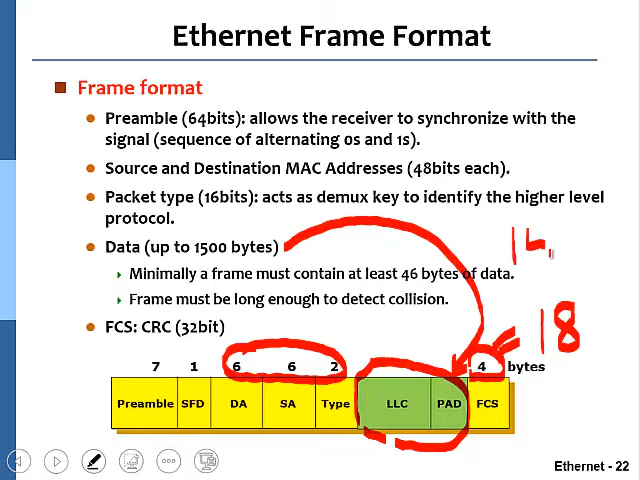 Ethernet Frame Format
Frame format
Preamble (64bits): allows the receiver to synchronize with the
signal (sequence of alternating 0s and 1s).
Source and Destination MAC Addresses (48bits each).
Packet type (16bits): acts as demux key to identify the higher level
protocol.
Data (up to 1500 bytes)
Minimally a frame must contain at least 46 bytes of data.
Frame must be long enough to detect collision.
FCS: CRC (32bit)
18
7 1 6 6 2 4 bytes
Preamble SFD DA SA Type LLC PAD FCS
Ethernet - 22